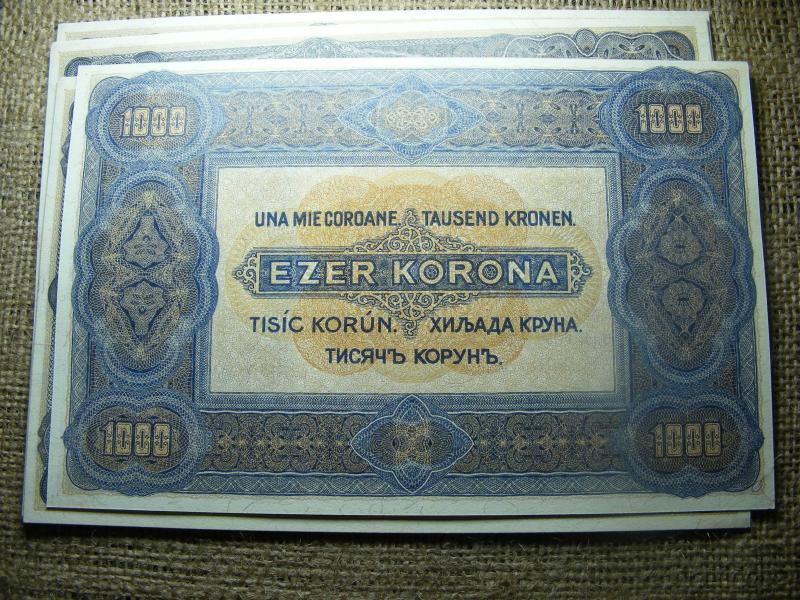 1000 1000
UNA MIE COROANE. TAUSEND KRONEN.
EZER KORONA
TISÍC KORÚN. ХИЉАДА КРУНА.
ТИСЯЧЪ КОРУНЪ.
1000 1000